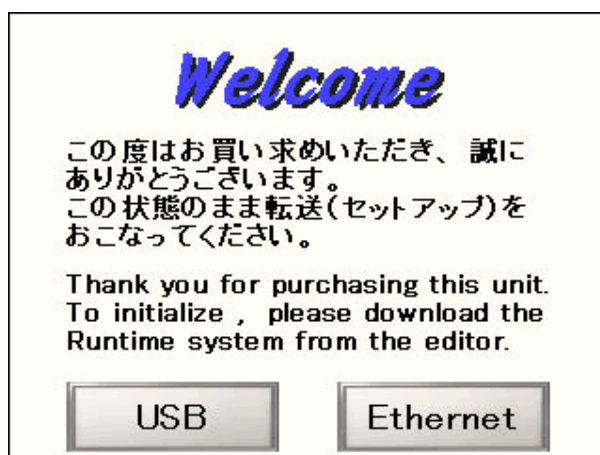 Welcome
この度はお買い求めいただき、 誠に
ありがとうございます。
この状態のまま転送(セットアップ)を
おこなってください。
Thank you for purchasing this unit.
To initialize , please download the
Runtime system from the editor.
USB
Ethernet